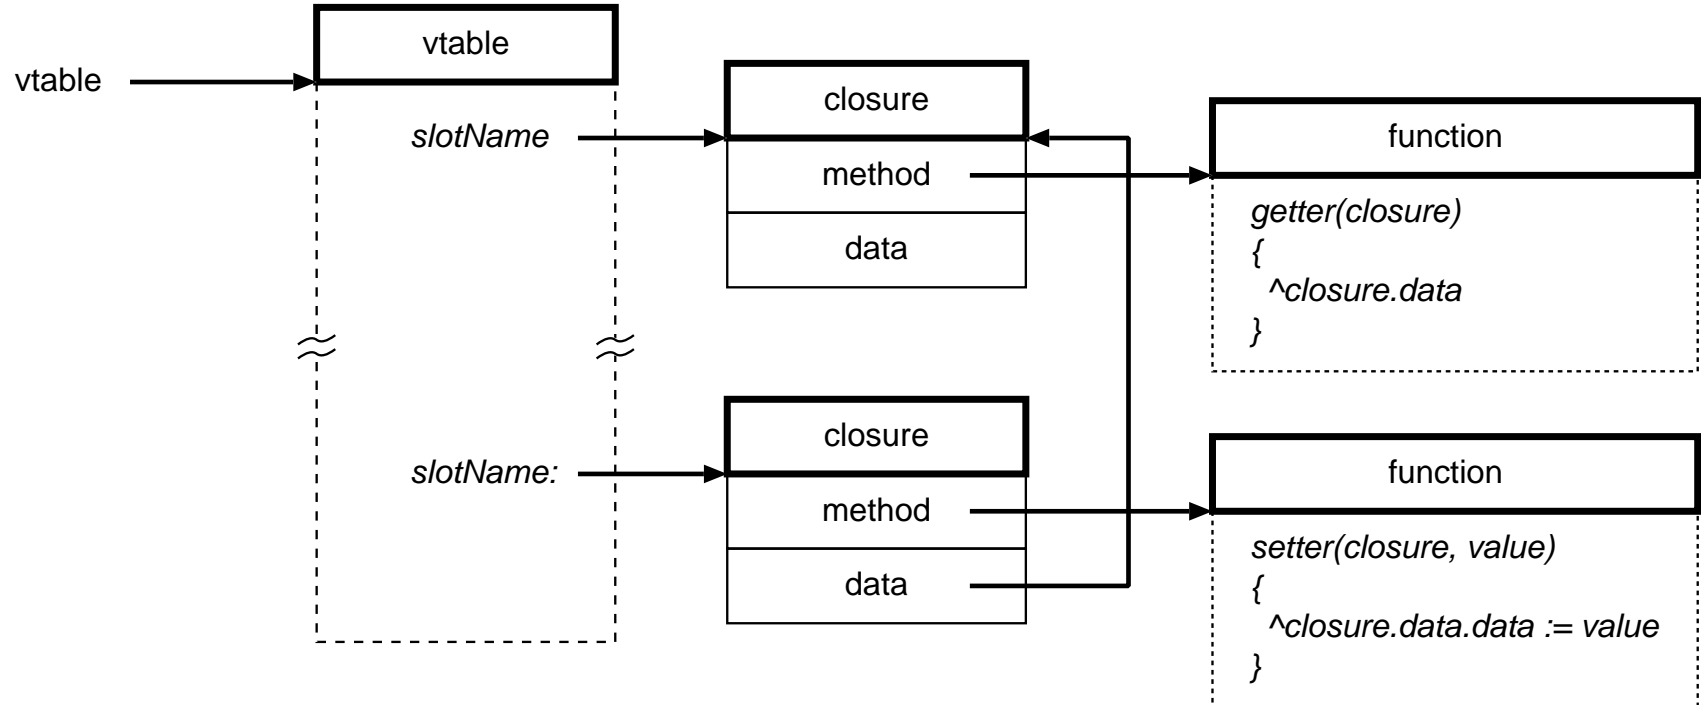 vtable
vtable
slotName
closure
method
data
function
getter(closure)
{
^closure.data
}
slotName:
closure
method
data
function
setter(closure, value)
{
^closure.data.data := value
}